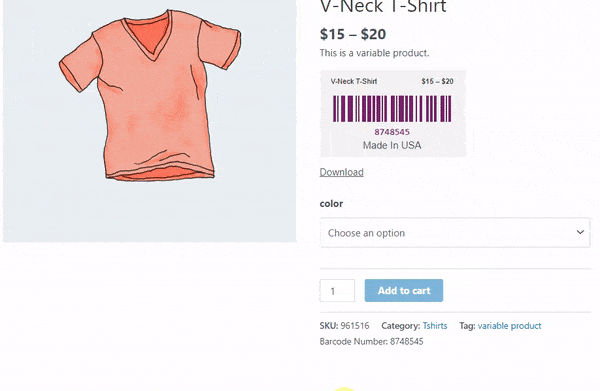 V-Neck T-Shirt
$15 – $20
This is a variable product.
V-Neck T-Shirt $15 – $20
8748545
Made In USA
Download
color
Choose an option
1 Add to cart
SKU: 961516 Category: Tshirts Tag: variable product
Barcode Number: 8748545